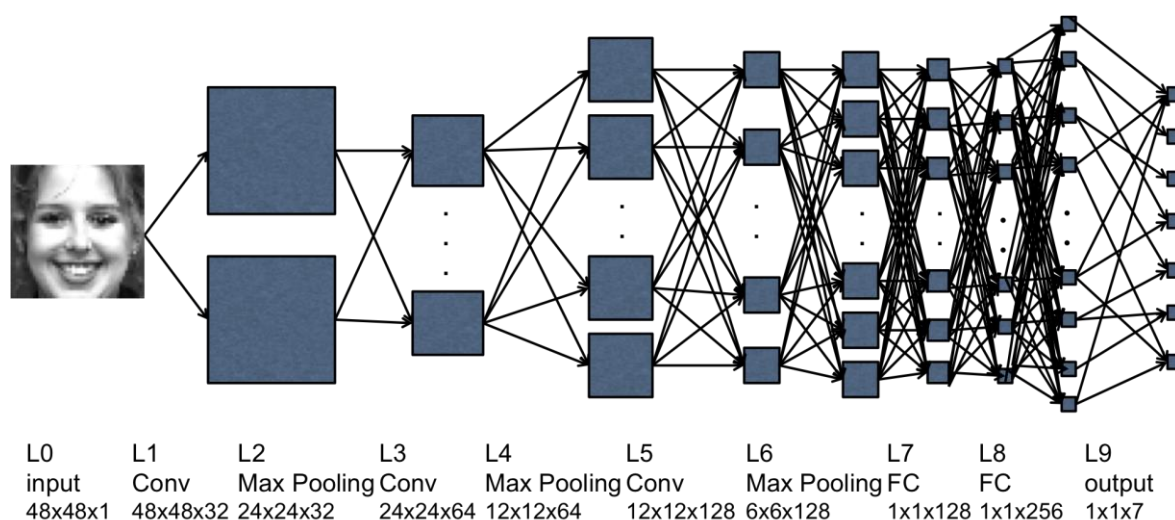 L0 L1 L2 L3 L4 L5 L6 L7 L8 L9
input Conv Max Pooling Conv Max Pooling Conv Max Pooling FC FC output
48x48x1 48x48x32 24x24x32 24x24x64 12x12x64 12x12x128 6x6x128 1x1x128 1x1x256 1x1x7